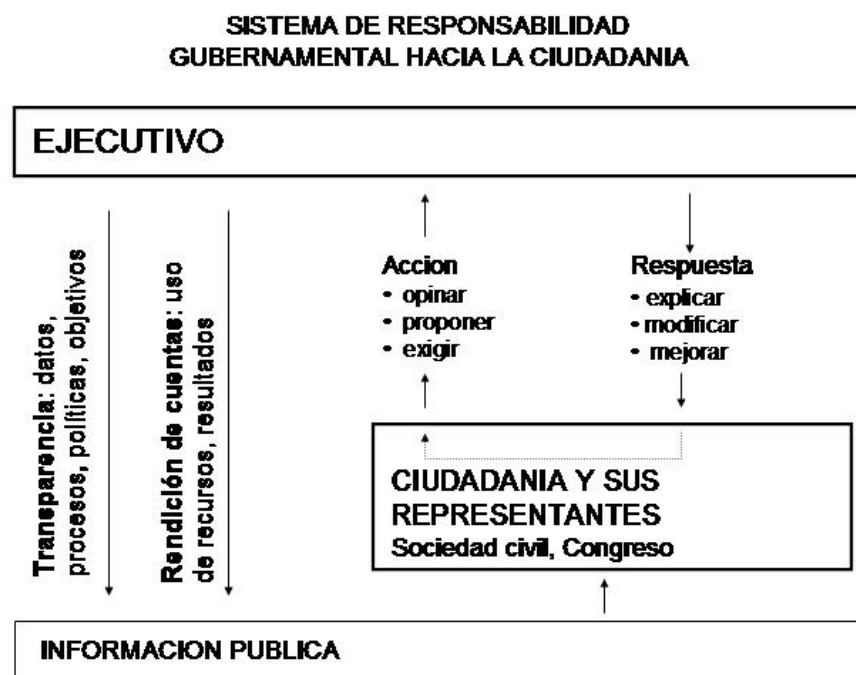 SISTEMA DE RESPONSABILIDAD
GUBERNAMENTAL HACIA LA CIUDADANIA
EJECUTIVO
Transparencia: datos,
procesos, políticas, objetivos
Rendición de cuentas: uso
de recursos, resultados
Accion
• opinar
• proponer
• exigir
Respuesta
• explicar
• modificar
• mejorar
CIUDADANIA Y SUS
REPRESENTANTES
Sociedad civil, Congreso
INFORMACION PUBLICA